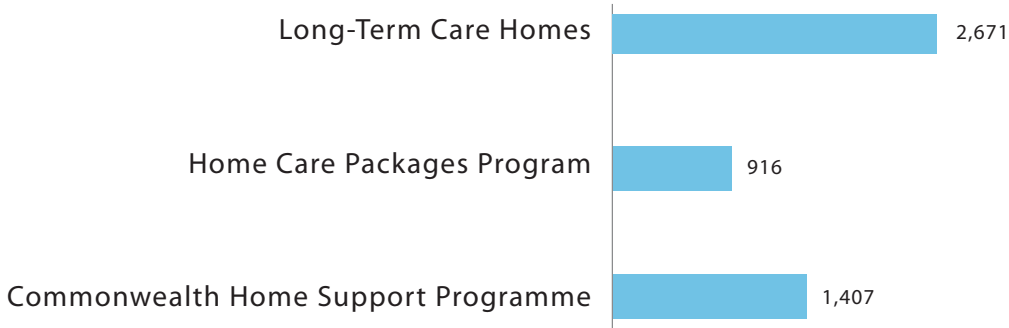 Long-Term Care Homes 2,671
Home Care Packages Program 916
Commonwealth Home Support Programme 1,407